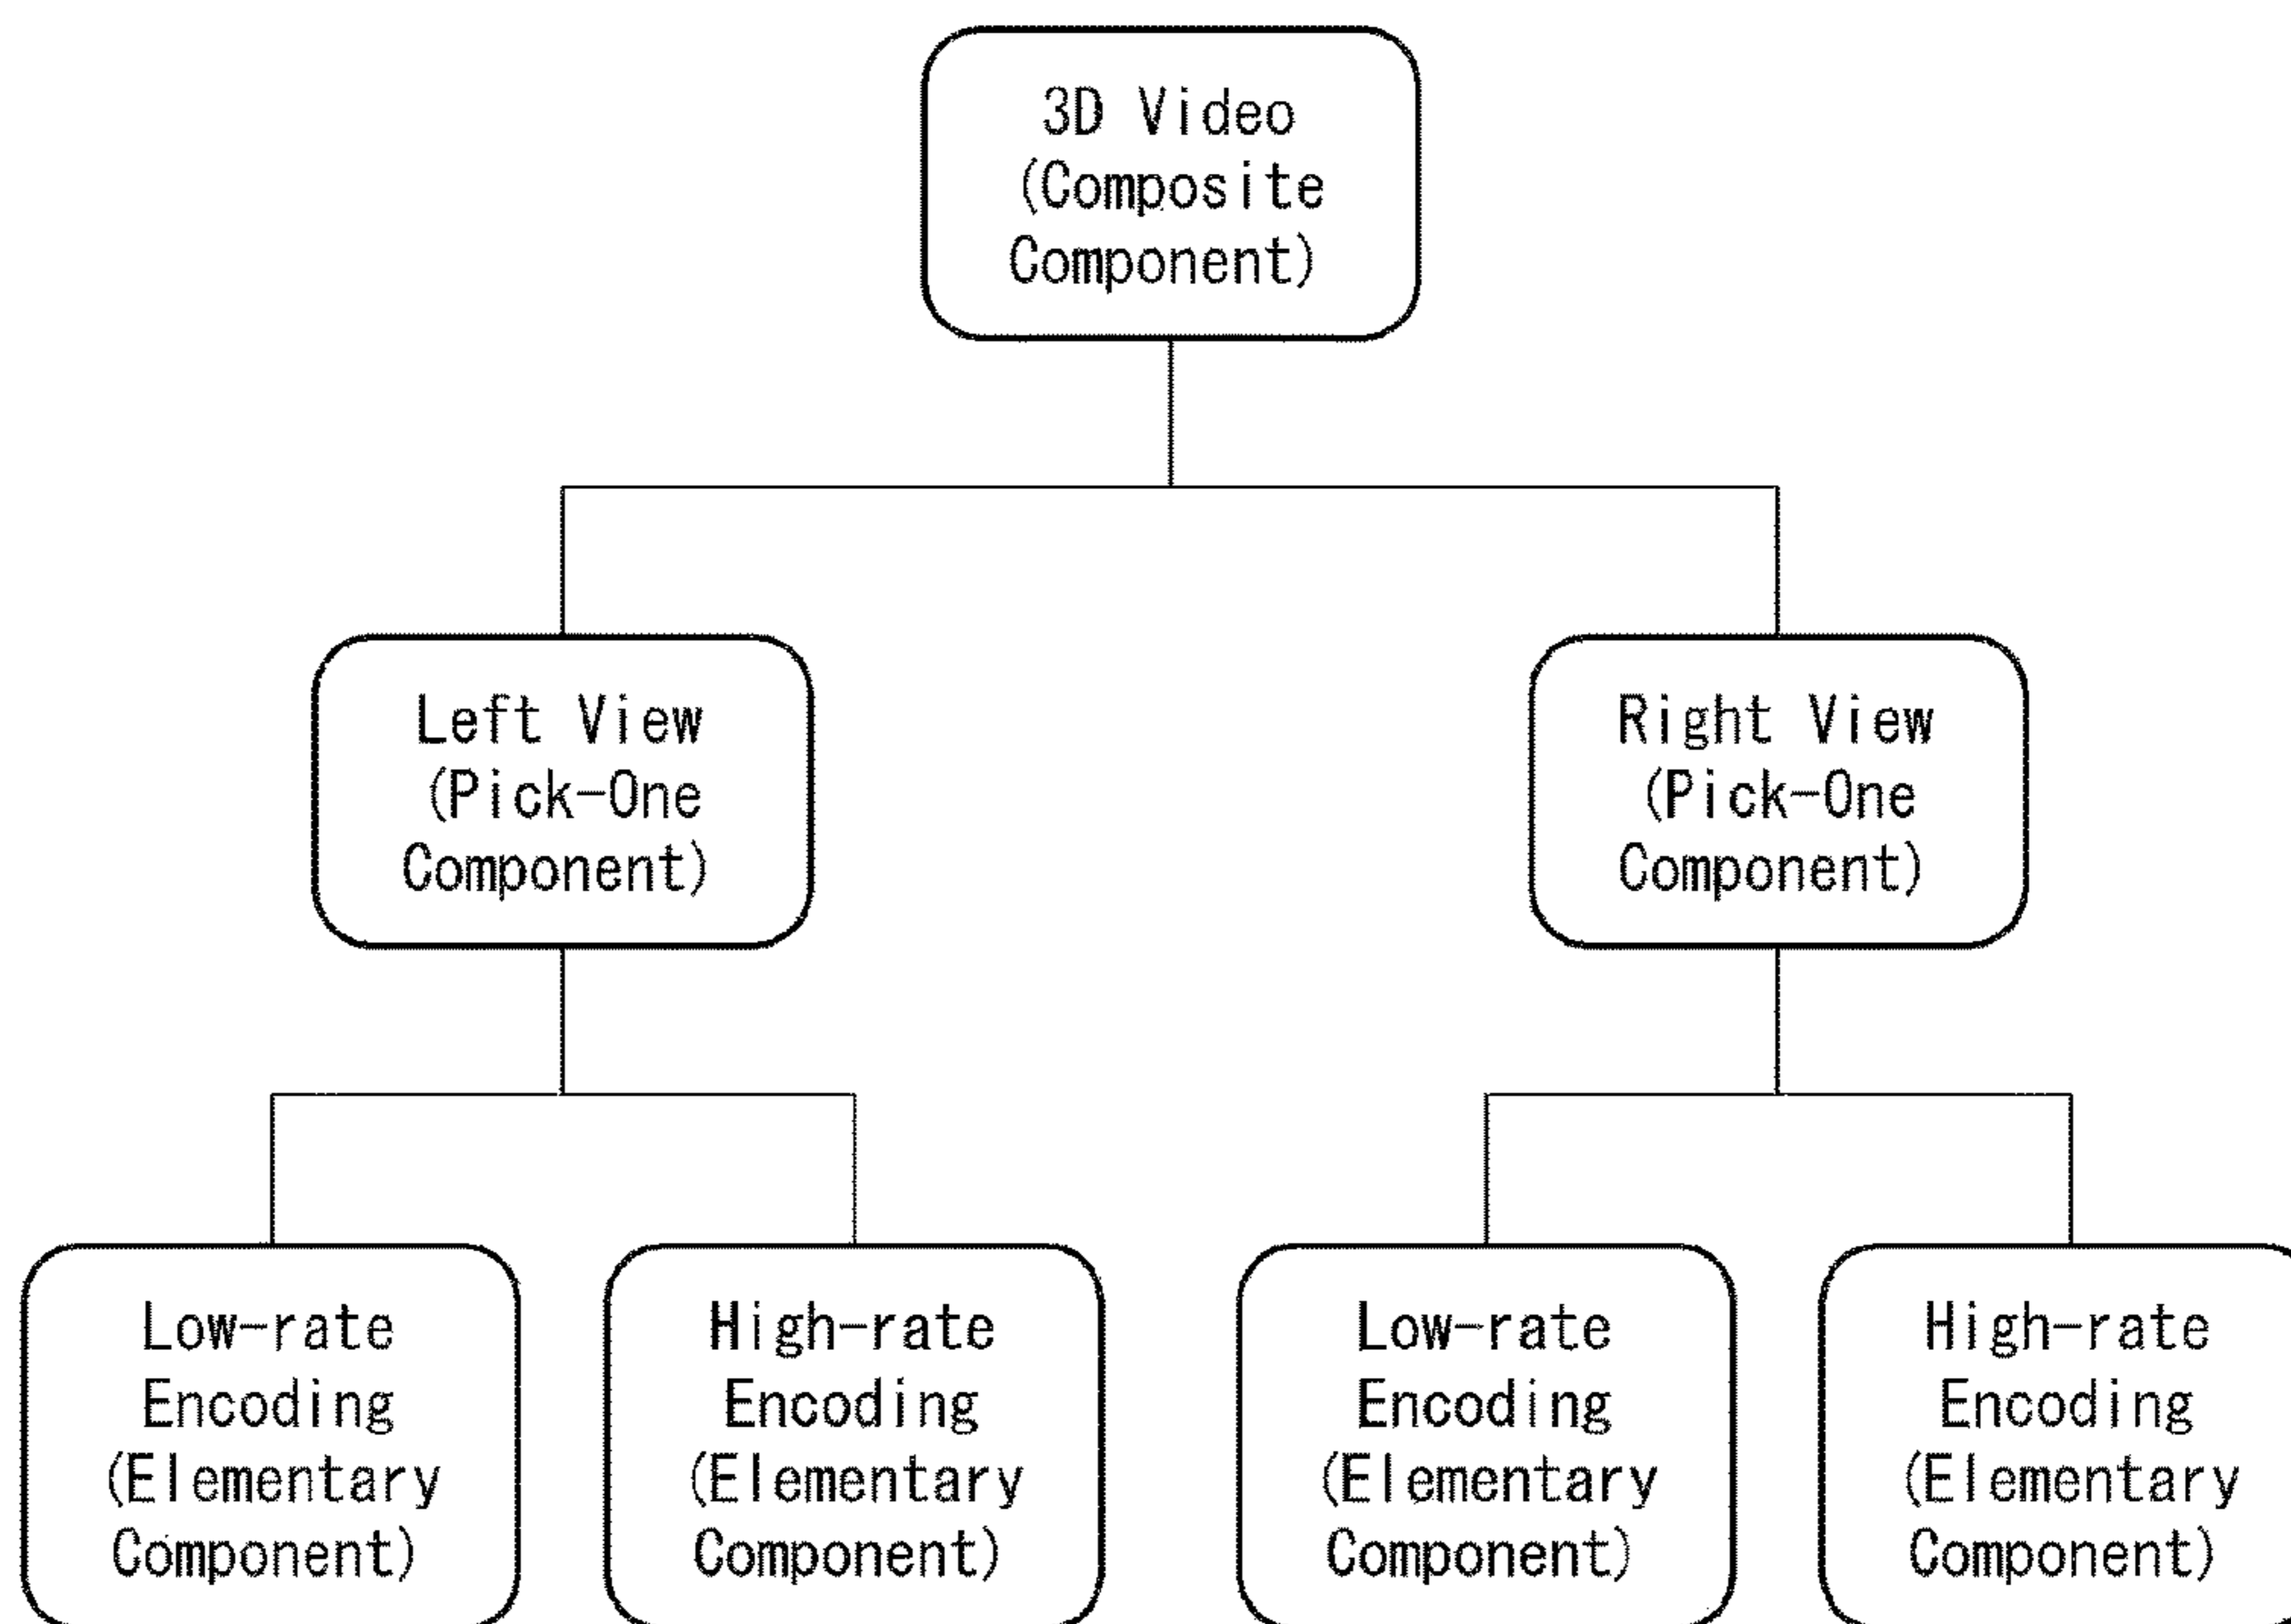 3D Video
(Composite
Component)
Left View
(Pick-One
Component)
Right View
(Pick-One
Component)
Low-rate
Encoding
(Elementary
Component)
High-rate
Encoding
(Elementary
Component)
Low-rate
Encoding
(Elementary
Component)
High-rate
Encoding
(Elementary
Component)